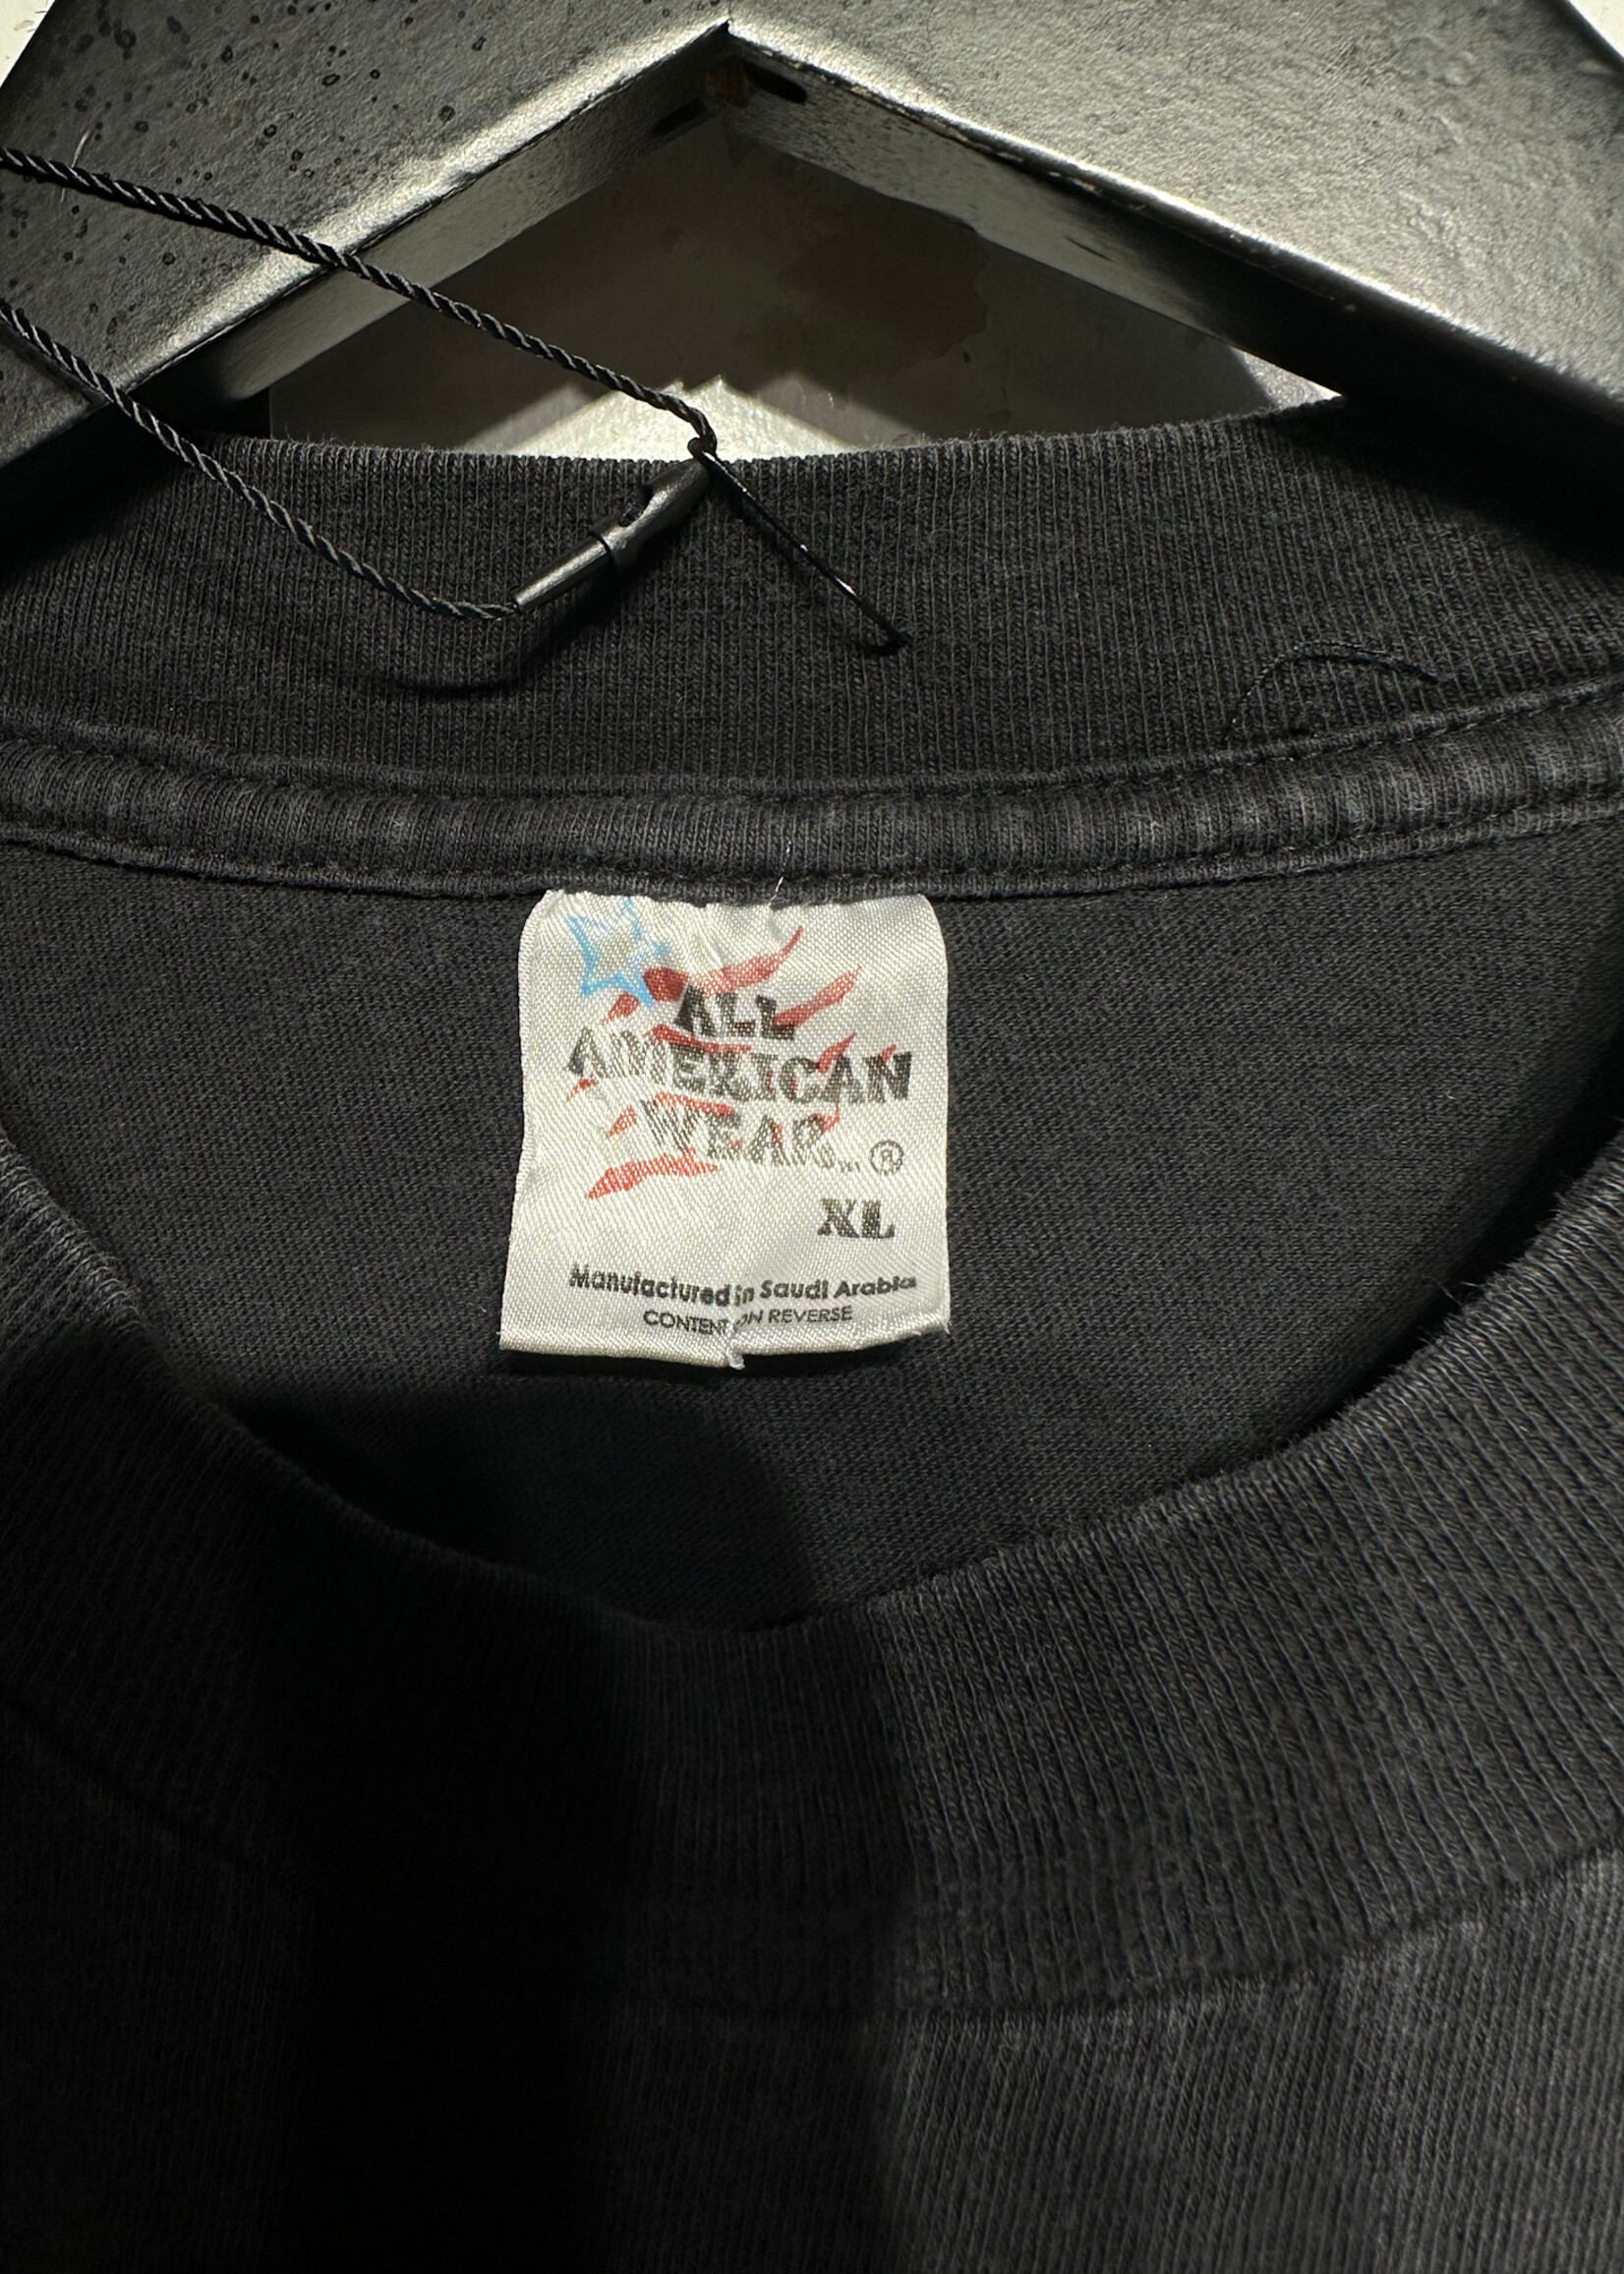 ALL
AMERICAN
WEAR...®
XL
Manufactured in Saudi Arabia
CONTENT ON REVERSE